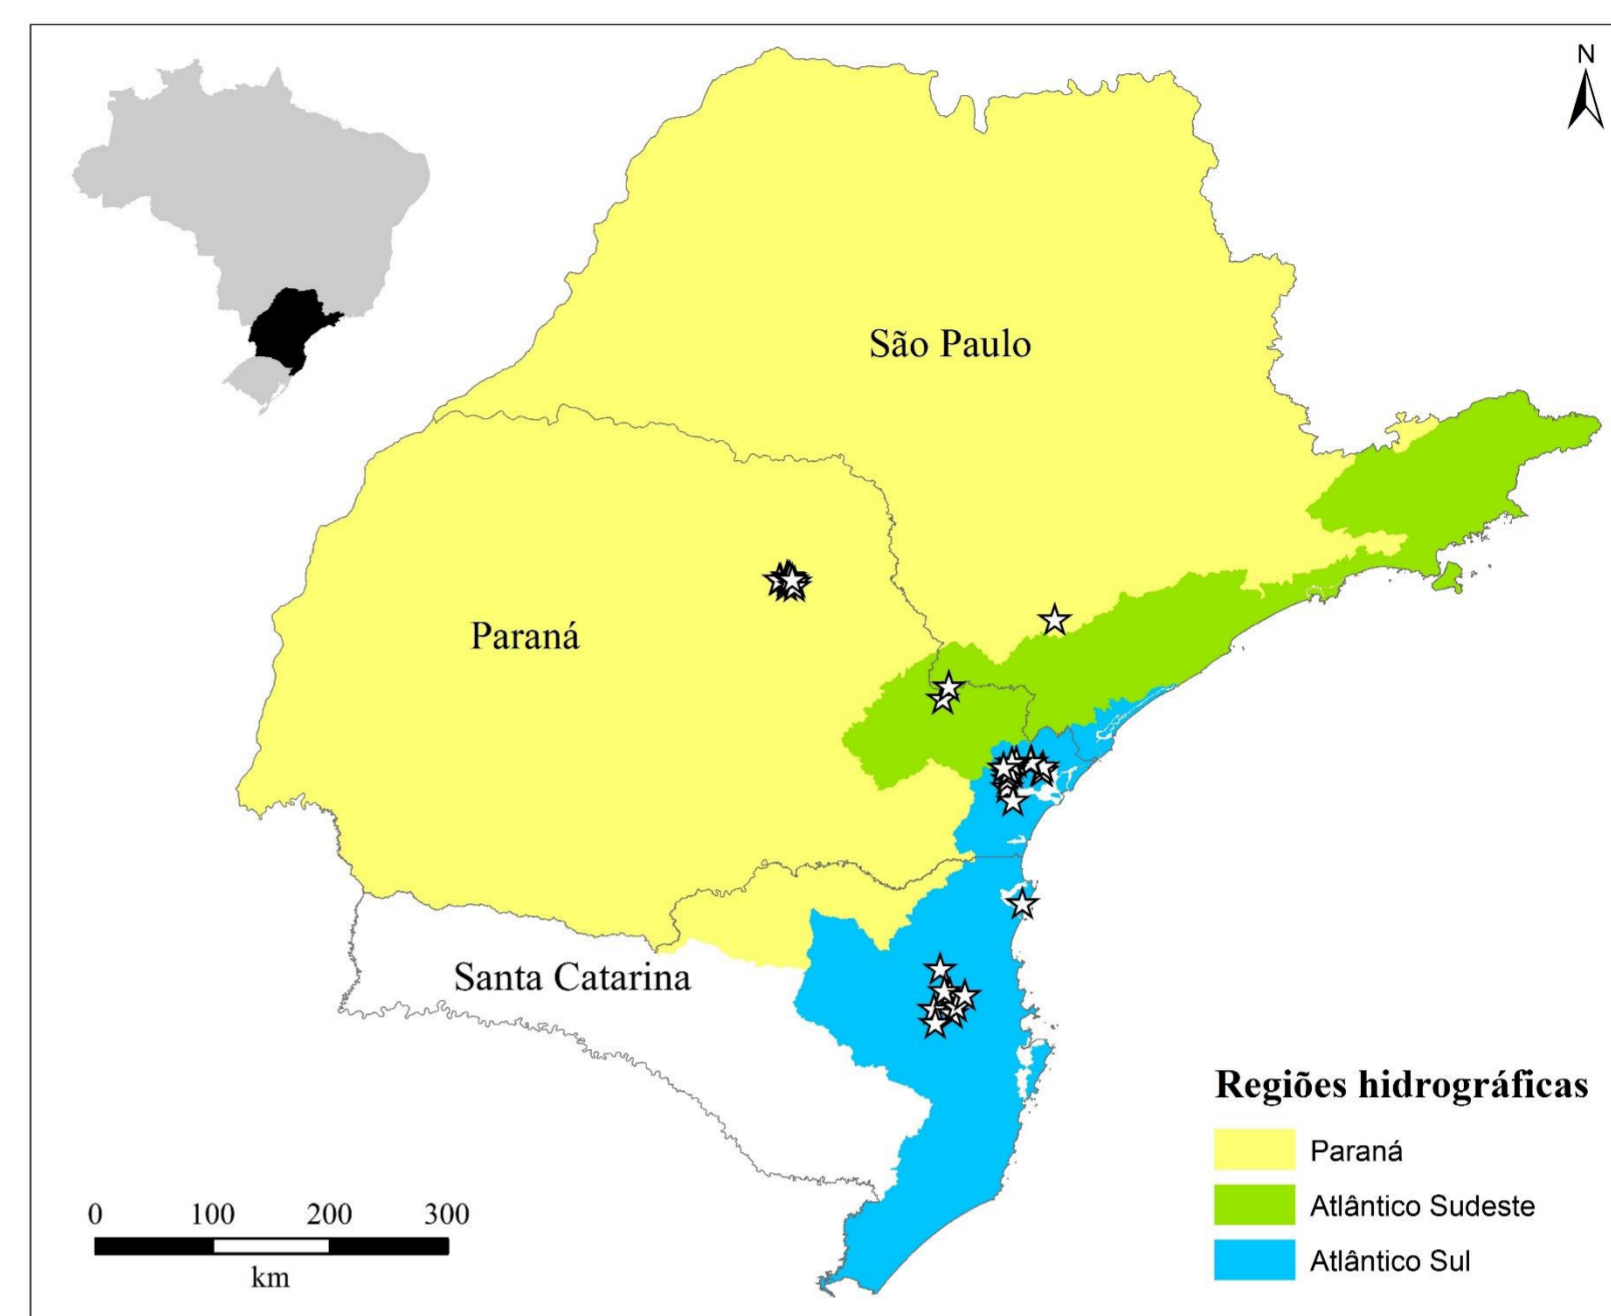 N
São Paulo
Paraná
Santa Catarina
Regiões hidrográficas
Paraná
Atlântico Sudeste
Atlântico Sul
0 100 200 300
km